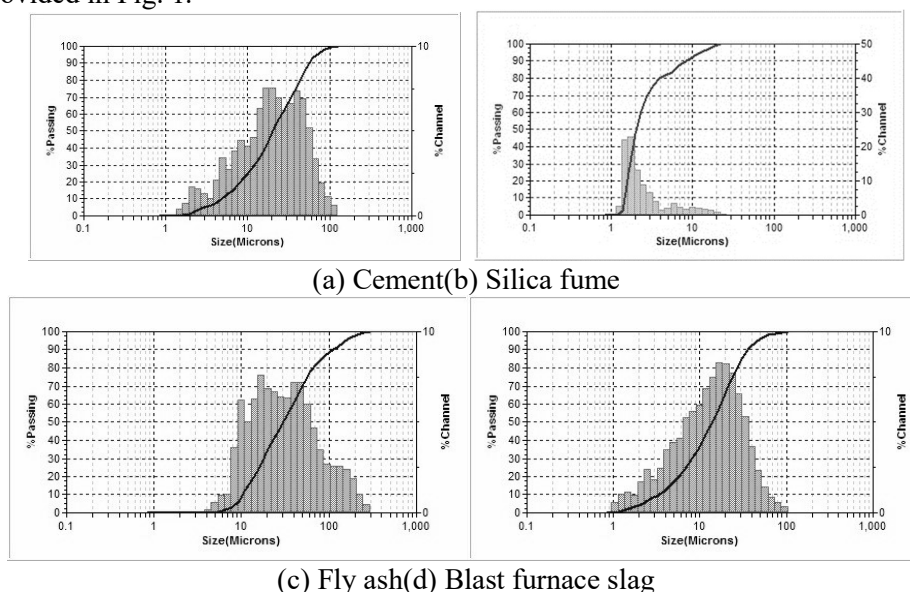 ovided in Fig. 1.
100
90
80
70
60
50
40
30
20
10
0
%Passing
10
0
%Channel
0.1 1 10 100 1,000
Size(Microns)
100
90
80
70
60
50
40
30
20
10
0
%Passing
50
40
30
20
10
0
%Channel
0.1 1 10 100 1,000
Size(Microns)
(a) Cement(b) Silica fume
100
90
80
70
60
50
40
30
20
10
0
%Passing
10
0
%Channel
0.1 1 10 100 1,000
Size(Microns)
100
90
80
70
60
50
40
30
20
10
0
%Passing
10
0
%Channel
0.1 1 10 100 1,000
Size(Microns)
(c) Fly ash(d) Blast furnace slag